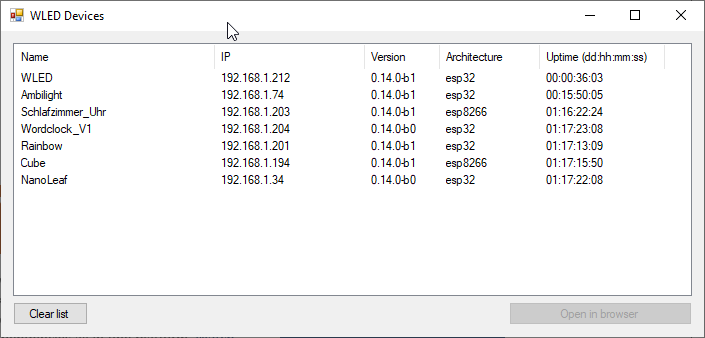 WLED Devices
Name IP Version Architecture Uptime (dd:hh:mm:ss)
WLED 192.168.1.212 0.14.0-b1 esp32 00:00:36:03
Ambilight 192.168.1.74 0.14.0-b1 esp32 00:15:50:05
Schlafzimmer_Uhr 192.168.1.203 0.14.0-b1 esp8266 01:16:22:24
Wordclock_V1 192.168.1.204 0.14.0-b0 esp32 01:17:23:08
Rainbow 192.168.1.201 0.14.0-b1 esp32 01:17:13:09
Cube 192.168.1.194 0.14.0-b1 esp8266 01:17:15:50
NanoLeaf 192.168.1.34 0.14.0-b0 esp32 01:17:22:08
Clear list Open in browser